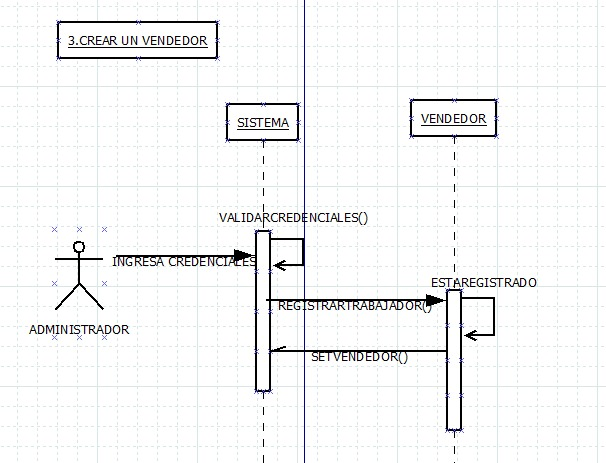 3.CREAR UN VENDEDOR
SISTEMA
VENDEDOR
VALIDARCREDENCIALES()
INGRESA CREDENCIALES
ESTAREGISTRADO
REGISTRARTRABAJADOR()
ADMINISTRADOR
SETVENDEDOR()